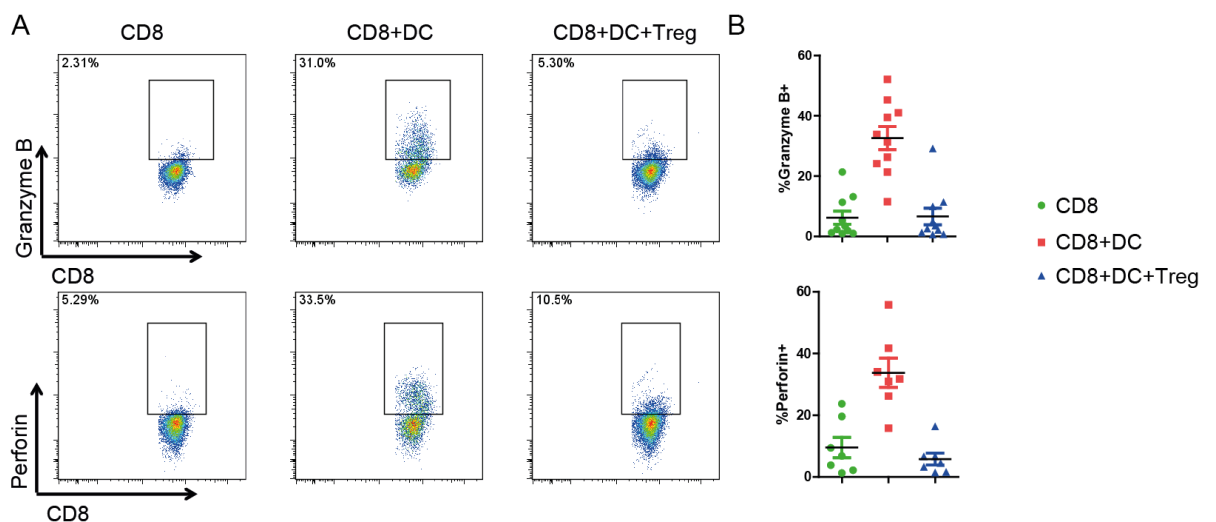 A
CD8
CD8+DC
CD8+DC+Treg
B
2.31%
31.0%
5.30%
Granzyme B
CD8
60
40
20
0
%Granzyme B+
CD8
CD8+DC
CD8+DC+Treg
5.29%
33.5%
10.5%
Perforin
CD8
60
40
20
0
%Perforin+